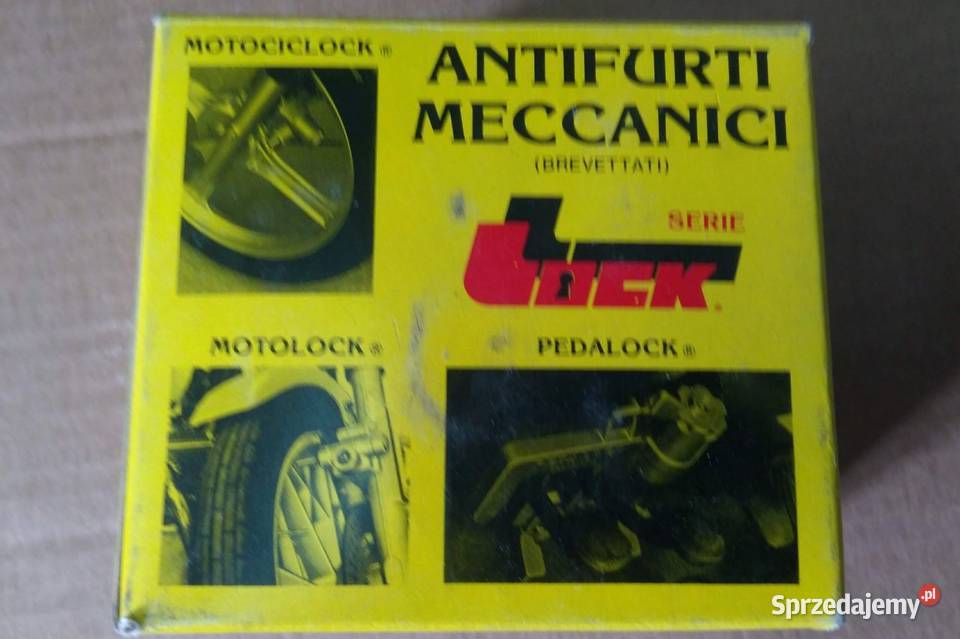 MOTOCICLOCK ®
ANTIFURTI
MECCANICI
(BREVETTATI)
SERIE
LOCK
MOTOLOCK ®
PEDALOCK ®
Sprzedajemy.pl